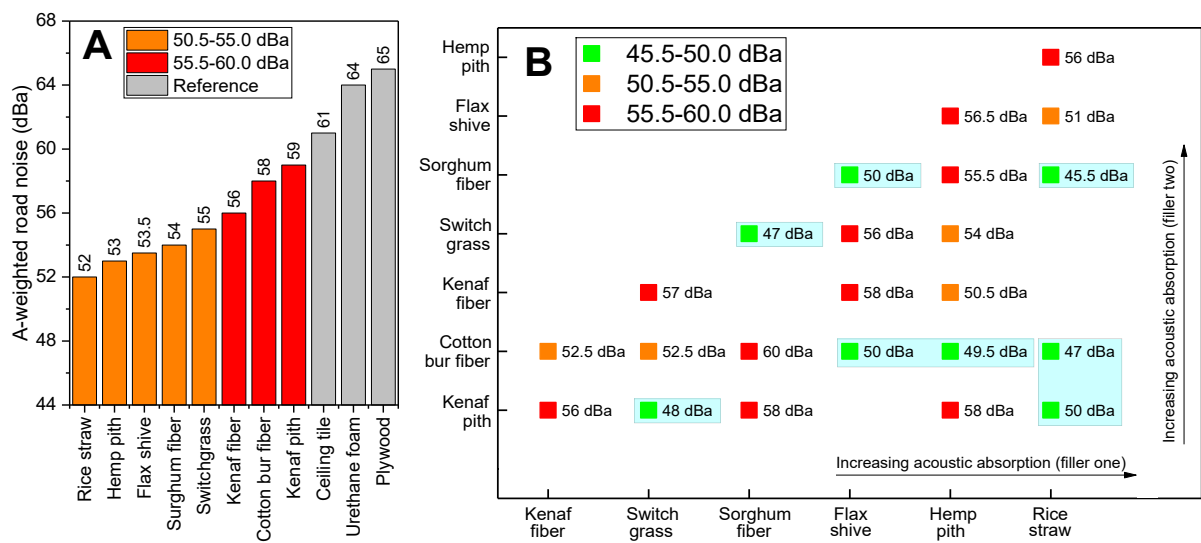 A
50.5-55.0 dBa
55.5-60.0 dBa
Reference
A-weighted road noise (dBa)
68
64
60
56
52
48
44
52
53
53.5
54
55
56
58
59
61
64
65
Rice straw
Hemp pith
Flax shive
Surghum fiber
Switchgrass
Kenaf fiber
Cotton bur fiber
Kenaf pith
Ceiling tile
Urethane foam
Plywood
B
45.5-50.0 dBa
50.5-55.0 dBa
55.5-60.0 dBa
Hemp
pith
56 dBa
Flax
shive
56.5 dBa
51 dBa
Sorghum
fiber
50 dBa
55.5 dBa
45.5 dBa
Switch
grass
47 dBa
56 dBa
54 dBa
Kenaf
fiber
57 dBa
58 dBa
50.5 dBa
Cotton
bur fiber
52.5 dBa
52.5 dBa
60 dBa
50 dBa
49.5 dBa
47 dBa
Kenaf
pith
56 dBa
48 dBa
58 dBa
58 dBa
50 dBa
Increasing acoustic absorption (filler one)
Increasing acoustic absorption (filler two)
Kenaf
fiber
Switch
grass
Sorghum
fiber
Flax
shive
Hemp
pith
Rice
straw